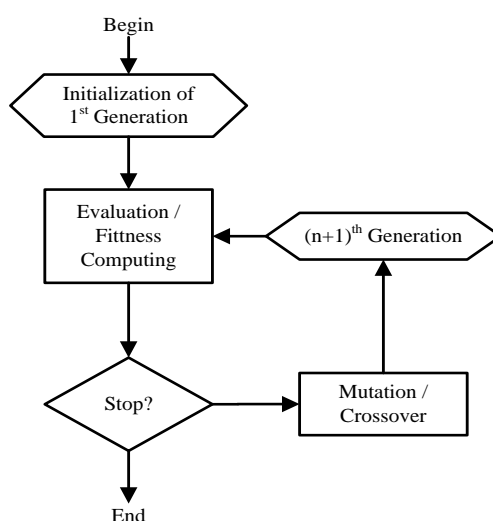 Begin
Initialization of
1st Generation
Evaluation /
Fittness
Computing
(n+1)th Generation
Stop?
Mutation /
Crossover
End